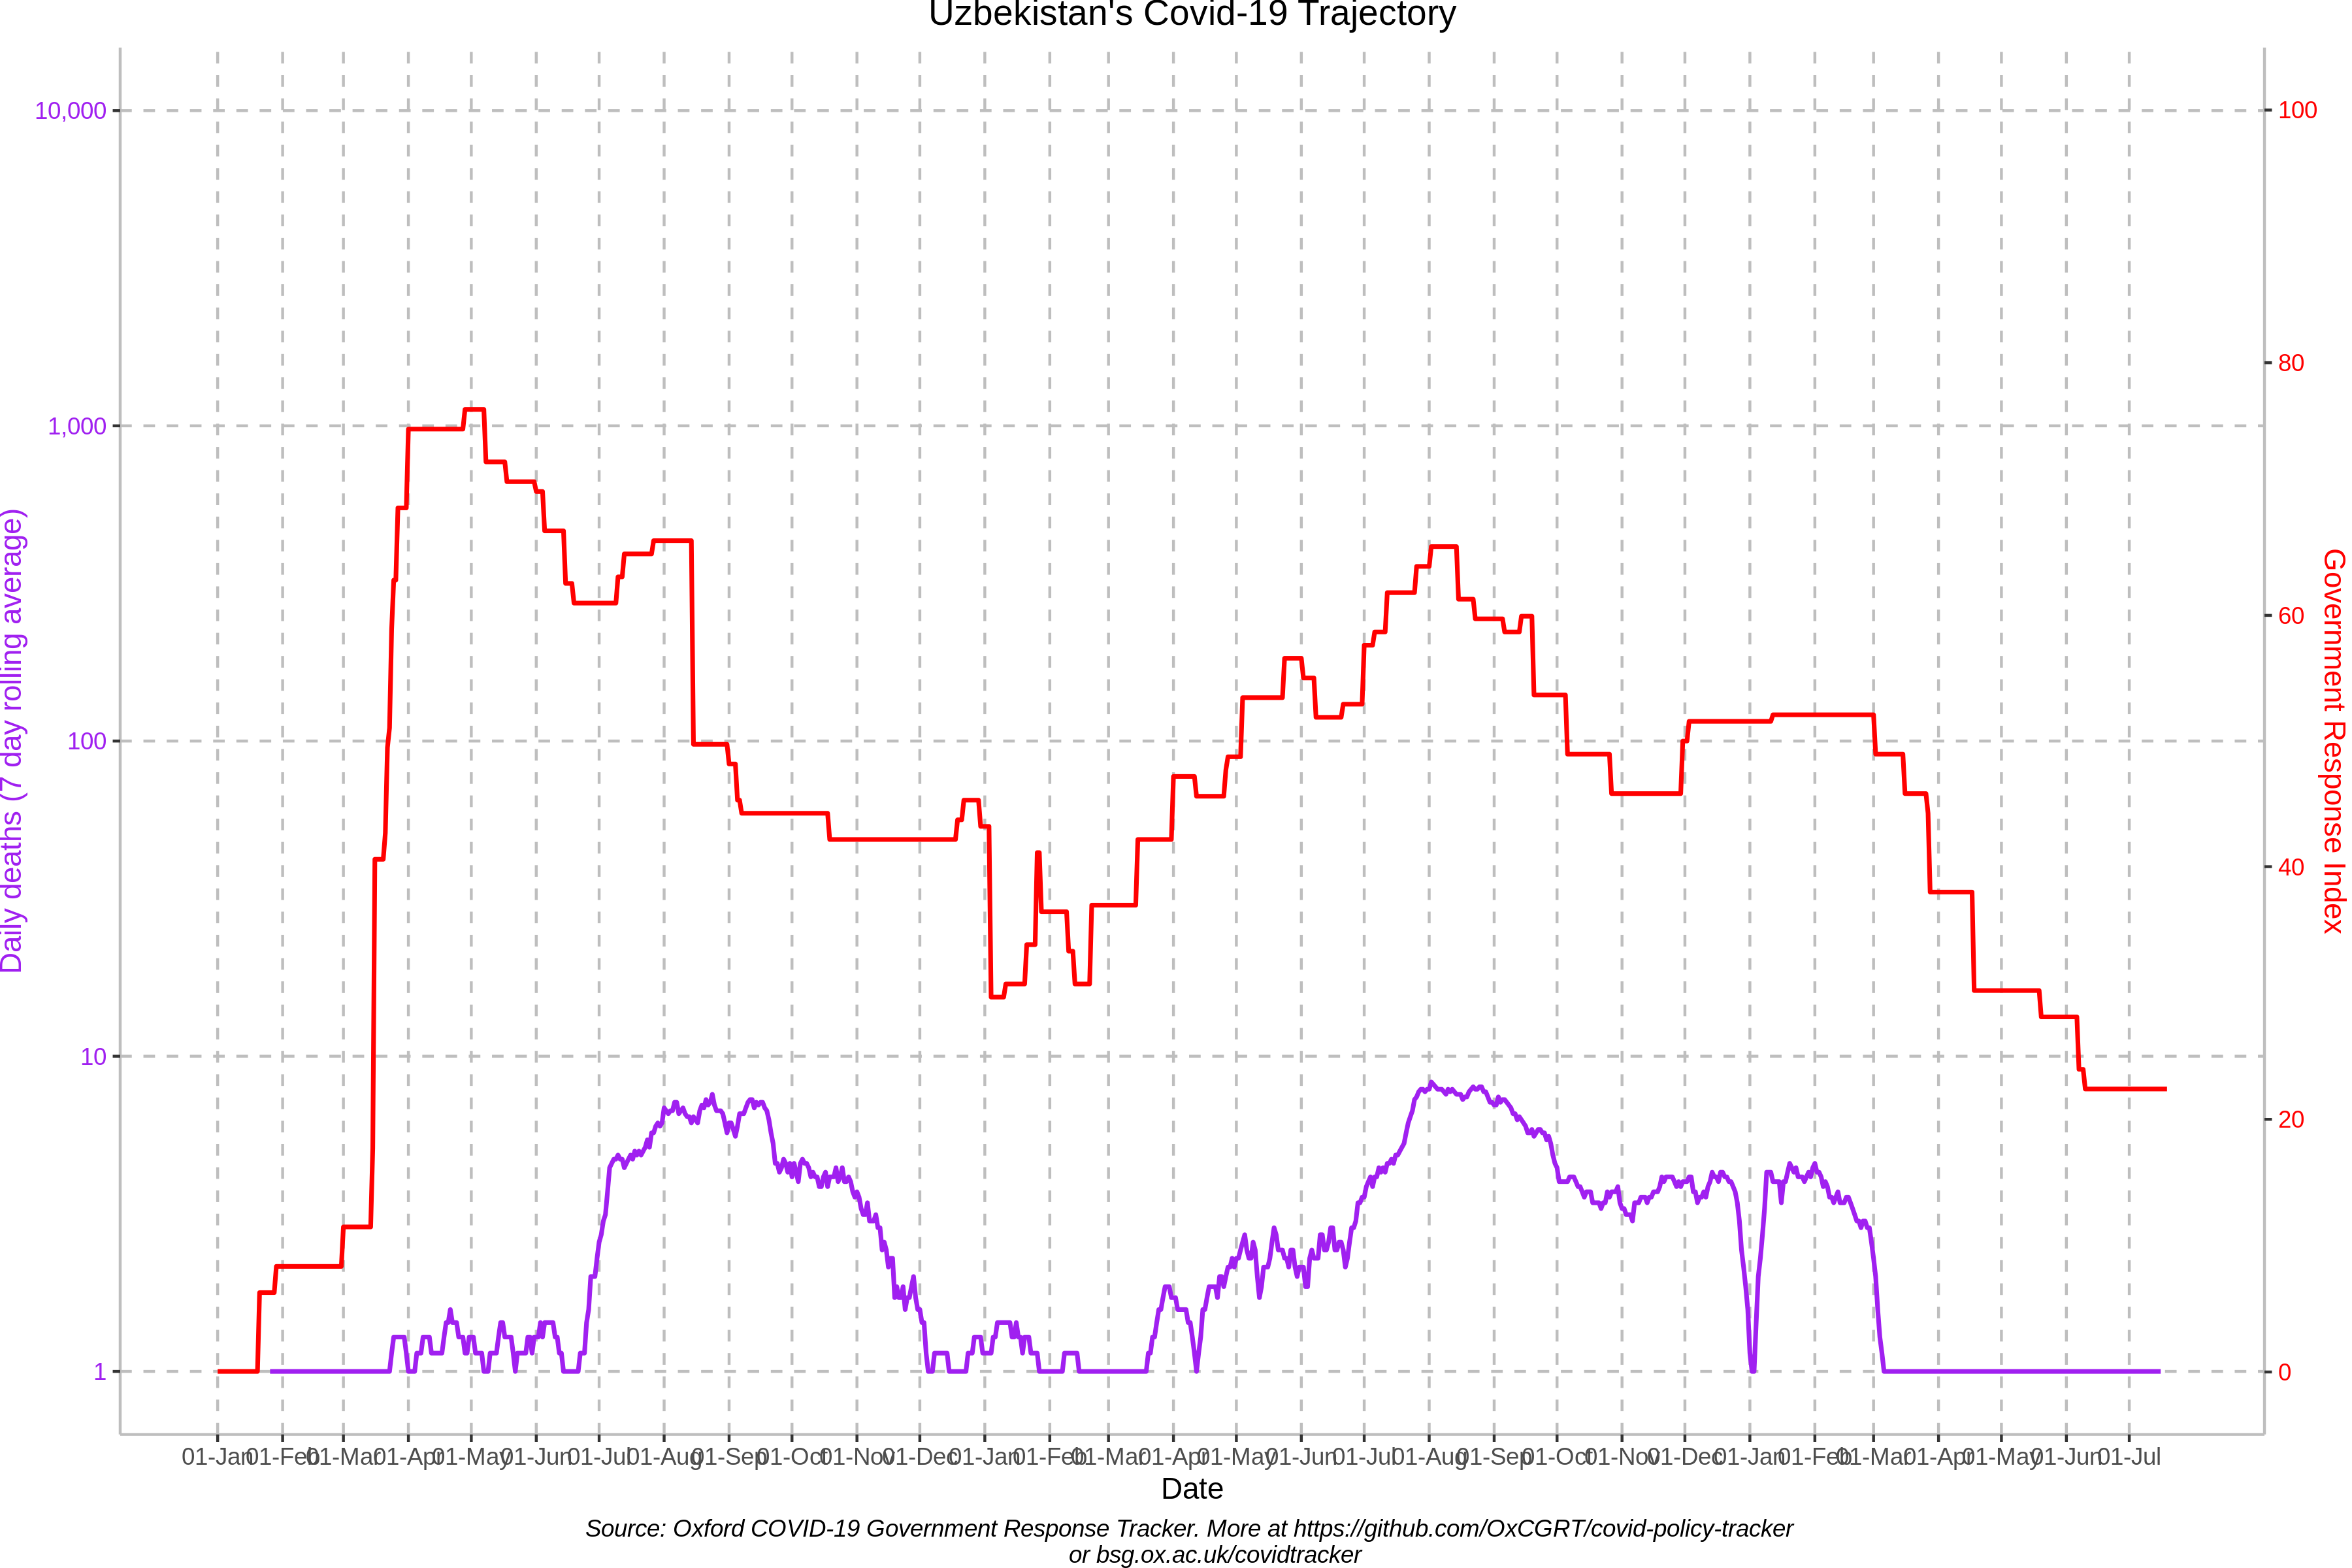 Uzbekistan's Covid-19 Trajectory
10,000
1,000
100
10
1
Daily deaths (7 day rolling average)
100
80
60
40
20
0
Government Response Index
01-Jan 01-Feb 01-Mar 01-Apr 01-May 01-Jun 01-Jul 01-Aug 01-Sep 01-Oct 01-Nov 01-Dec 01-Jan 01-Feb 01-Mar 01-Apr 01-May 01-Jun 01-Jul 01-Aug 01-Sep 01-Oct 01-Nov 01-Dec 01-Jan 01-Feb 01-Mar 01-Apr 01-May 01-Jun 01-Jul
Date
Source: Oxford COVID-19 Government Response Tracker. More at https://github.com/OxCGRT/covid-policy-tracker
or bsg.ox.ac.uk/covidtracker